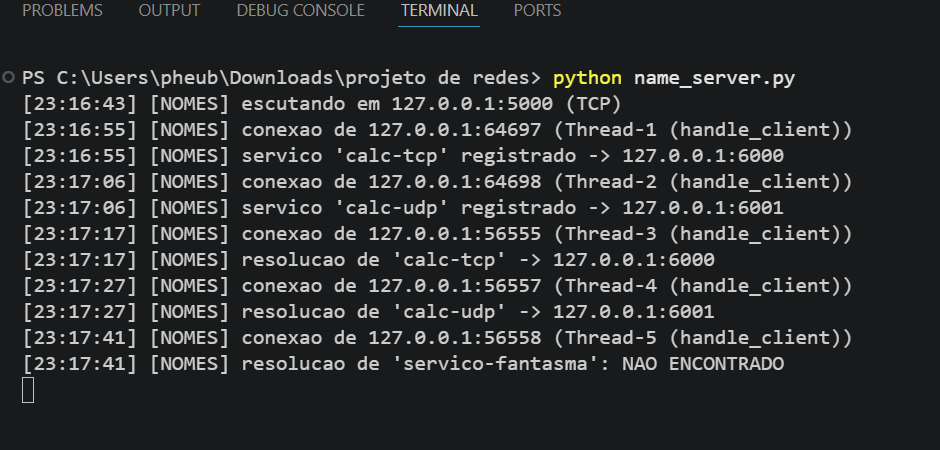 PROBLEMS OUTPUT DEBUG CONSOLE TERMINAL PORTS
PS C:\Users\pheub\Downloads\projeto de redes> python name_server.py
[23:16:43] [NOMES] escutando em 127.0.0.1:5000 (TCP)
[23:16:55] [NOMES] conexao de 127.0.0.1:64697 (Thread-1 (handle_client))
[23:16:55] [NOMES] servico 'calc-tcp' registrado -> 127.0.0.1:6000
[23:17:06] [NOMES] conexao de 127.0.0.1:64698 (Thread-2 (handle_client))
[23:17:06] [NOMES] servico 'calc-udp' registrado -> 127.0.0.1:6001
[23:17:17] [NOMES] conexao de 127.0.0.1:56555 (Thread-3 (handle_client))
[23:17:17] [NOMES] resolucao de 'calc-tcp' -> 127.0.0.1:6000
[23:17:27] [NOMES] conexao de 127.0.0.1:56557 (Thread-4 (handle_client))
[23:17:27] [NOMES] resolucao de 'calc-udp' -> 127.0.0.1:6001
[23:17:41] [NOMES] conexao de 127.0.0.1:56558 (Thread-5 (handle_client))
[23:17:41] [NOMES] resolucao de 'servico-fantasma': NAO ENCONTRADO